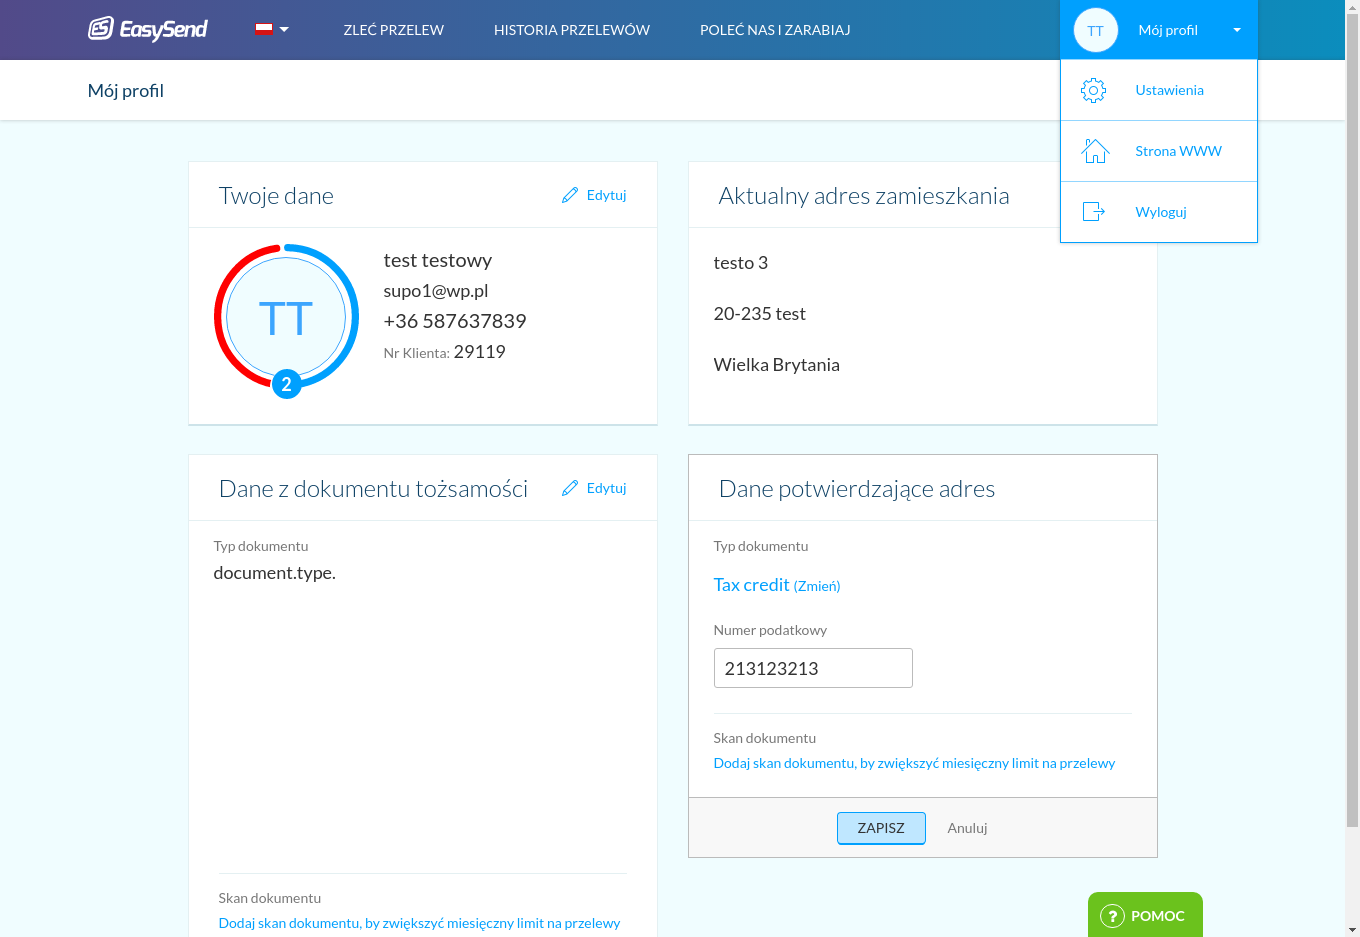 EasySend
ZLEĆ PRZELEW
HISTORIA PRZELEWÓW
POLEĆ NAS I ZARABIAJ
TT
Mój profil
Mój profil
Ustawienia
Strona WWW
Wyloguj
Twoje dane
Edytuj
TT
2
test testowy
supo1@wp.pl
+36 587637839
Nr Klienta: 29119
Aktualny adres zamieszkania
testo 3
20-235 test
Wielka Brytania
Dane z dokumentu tożsamości
Edytuj
Typ dokumentu
document.type.
Skan dokumentu
Dodaj skan dokumentu, by zwiększyć miesięczny limit na przelewy
Dane potwierdzające adres
Typ dokumentu
Tax credit (Zmień)
Numer podatkowy
213123213
Skan dokumentu
Dodaj skan dokumentu, by zwiększyć miesięczny limit na przelewy
ZAPISZ
Anuluj
? POMOC